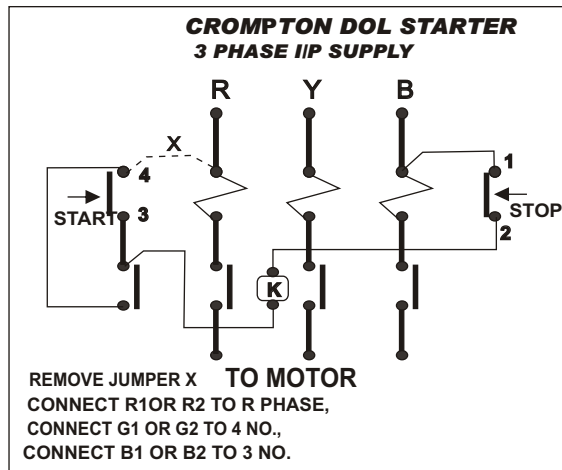 CROMPTON DOL STARTER
3 PHASE I/P SUPPLY
R Y B
X
4 1
START 3 STOP
2
K
REMOVE JUMPER X TO MOTOR
CONNECT R1OR R2 TO R PHASE,
CONNECT G1 OR G2 TO 4 NO.,
CONNECT B1 OR B2 TO 3 NO.